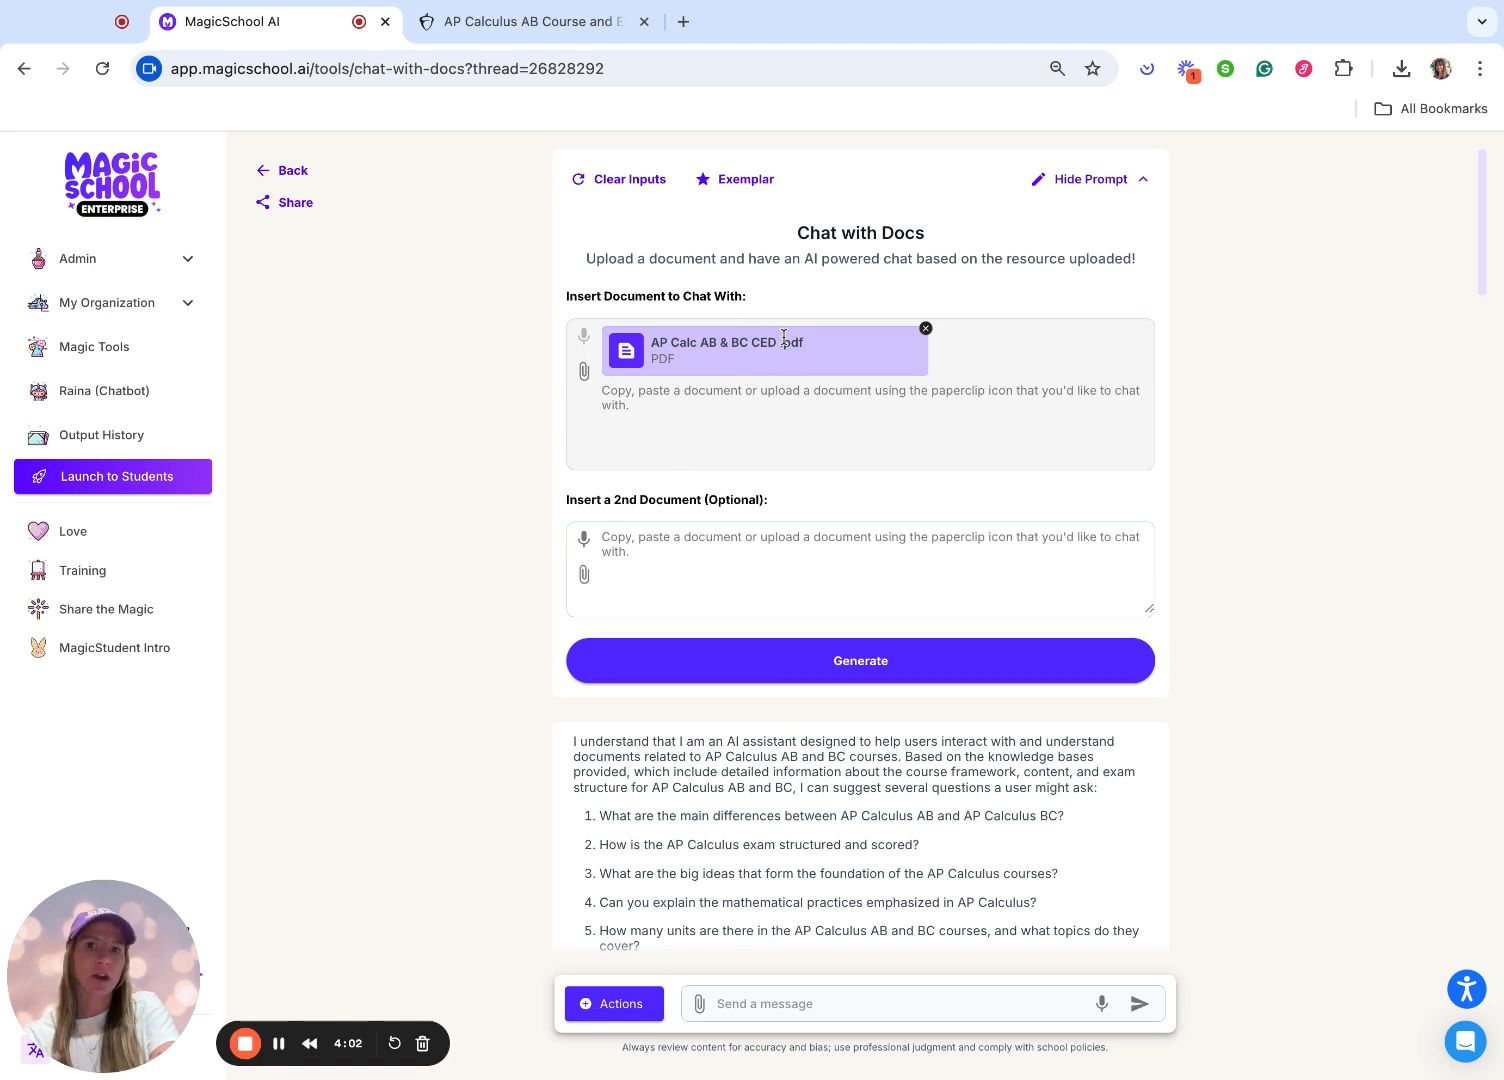 MagicSchool AI
AP Calculus AB Course and E
app.magicschool.ai/tools/chat-with-docs?thread=26828292
1
S
All Bookmarks
MAGIC
SCHOOL
ENTERPRISE
Admin
My Organization
Magic Tools
Raina (Chatbot)
Output History
Launch to Students
Love
Training
Share the Magic
MagicStudent Intro
Back
Share
Clear Inputs
Exemplar
Hide Prompt
Chat with Docs
Upload a document and have an AI powered chat based on the resource uploaded!
Insert Document to Chat With:
AP Calc AB & BC CED .pdf
PDF
Copy, paste a document or upload a document using the paperclip icon that you'd like to chat
with.
Insert a 2nd Document (Optional):
Copy, paste a document or upload a document using the paperclip icon that you'd like to chat
with.
Generate
I understand that I am an AI assistant designed to help users interact with and understand
documents related to AP Calculus AB and BC courses. Based on the knowledge bases
provided, which include detailed information about the course framework, content, and exam
structure for AP Calculus AB and BC, I can suggest several questions a user might ask:
1. What are the main differences between AP Calculus AB and AP Calculus BC?
2. How is the AP Calculus exam structured and scored?
3. What are the big ideas that form the foundation of the AP Calculus courses?
4. Can you explain the mathematical practices emphasized in AP Calculus?
5. How many units are there in the AP Calculus AB and BC courses, and what topics do they
cover?
Actions
Send a message
Always review content for accuracy and bias; use professional judgment and comply with school policies.
4:02